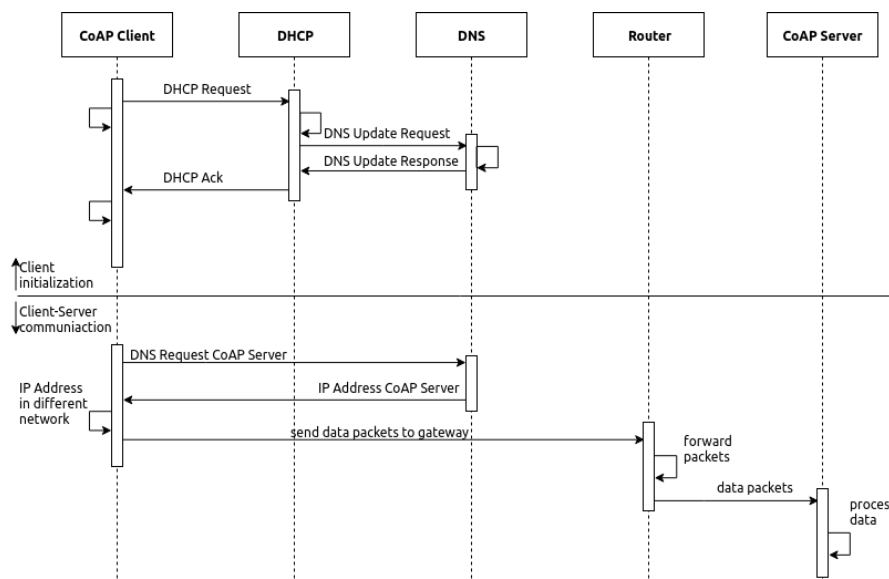 CoAP Client
DHCP
DNS
Router
CoAP Server
DHCP Request
DNS Update Request
DNS Update Response
DHCP Ack
Client
initialization
Client-Server
communiaction
DNS Request CoAP Server
IP Address
in different
network
IP Address CoAP Server
send data packets to gateway
forward
packets
data packets
proces
data